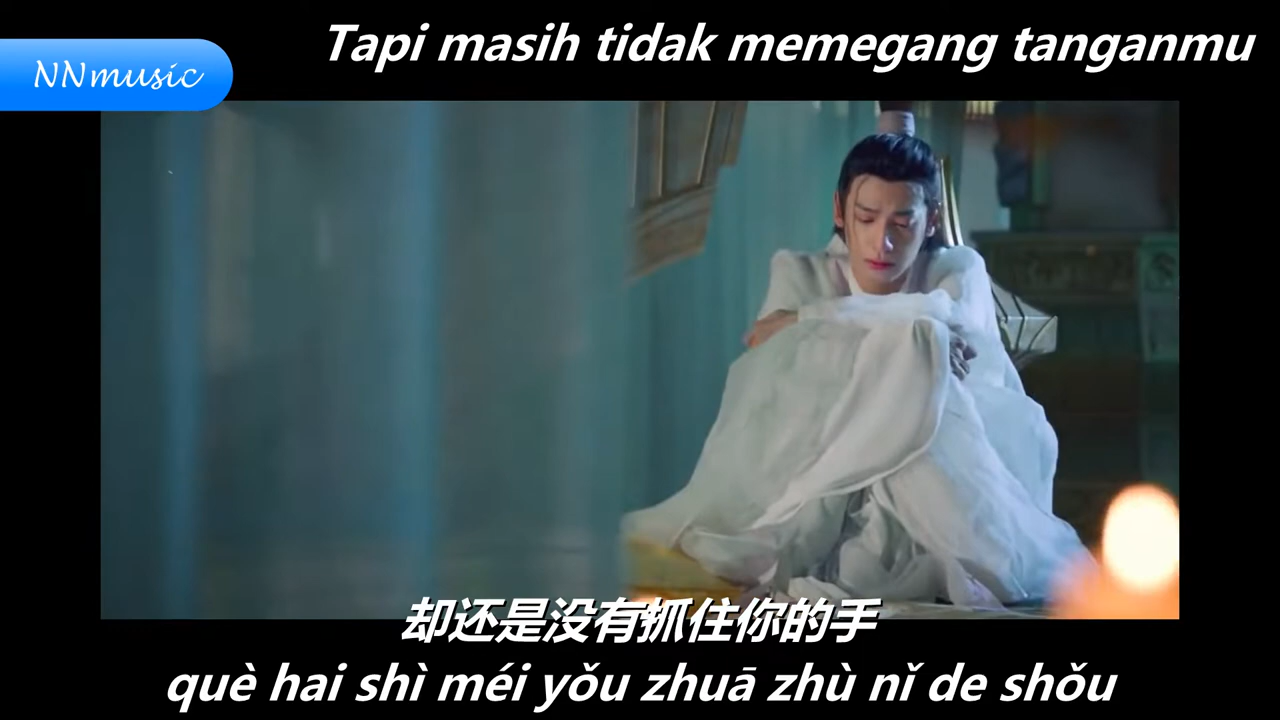 Tapi masih tidak memegang tanganmu
NNmusic
却还是没有抓住你的手
què hai shì méi yǒu zhuā zhù nǐ de shǒu